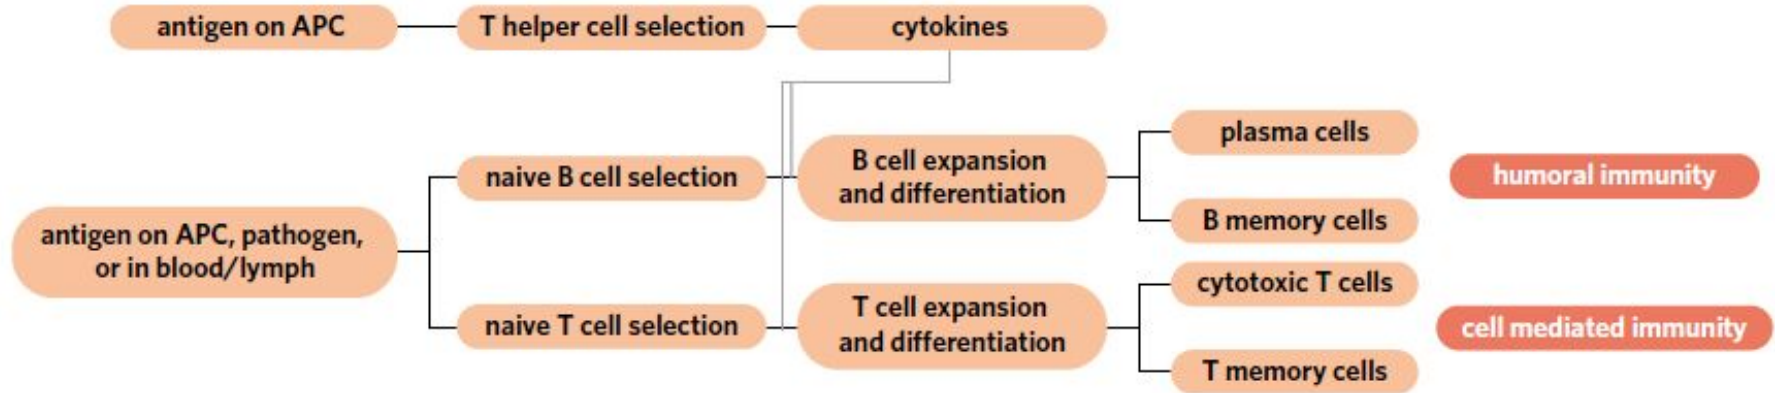 antigen on APC
T helper cell selection
cytokines
plasma cells
naive B cell selection
B cell expansion
and differentiation
humoral immunity
B memory cells
antigen on APC, pathogen,
or in blood/lymph
cytotoxic T cells
naive T cell selection
T cell expansion
and differentiation
cell mediated immunity
T memory cells